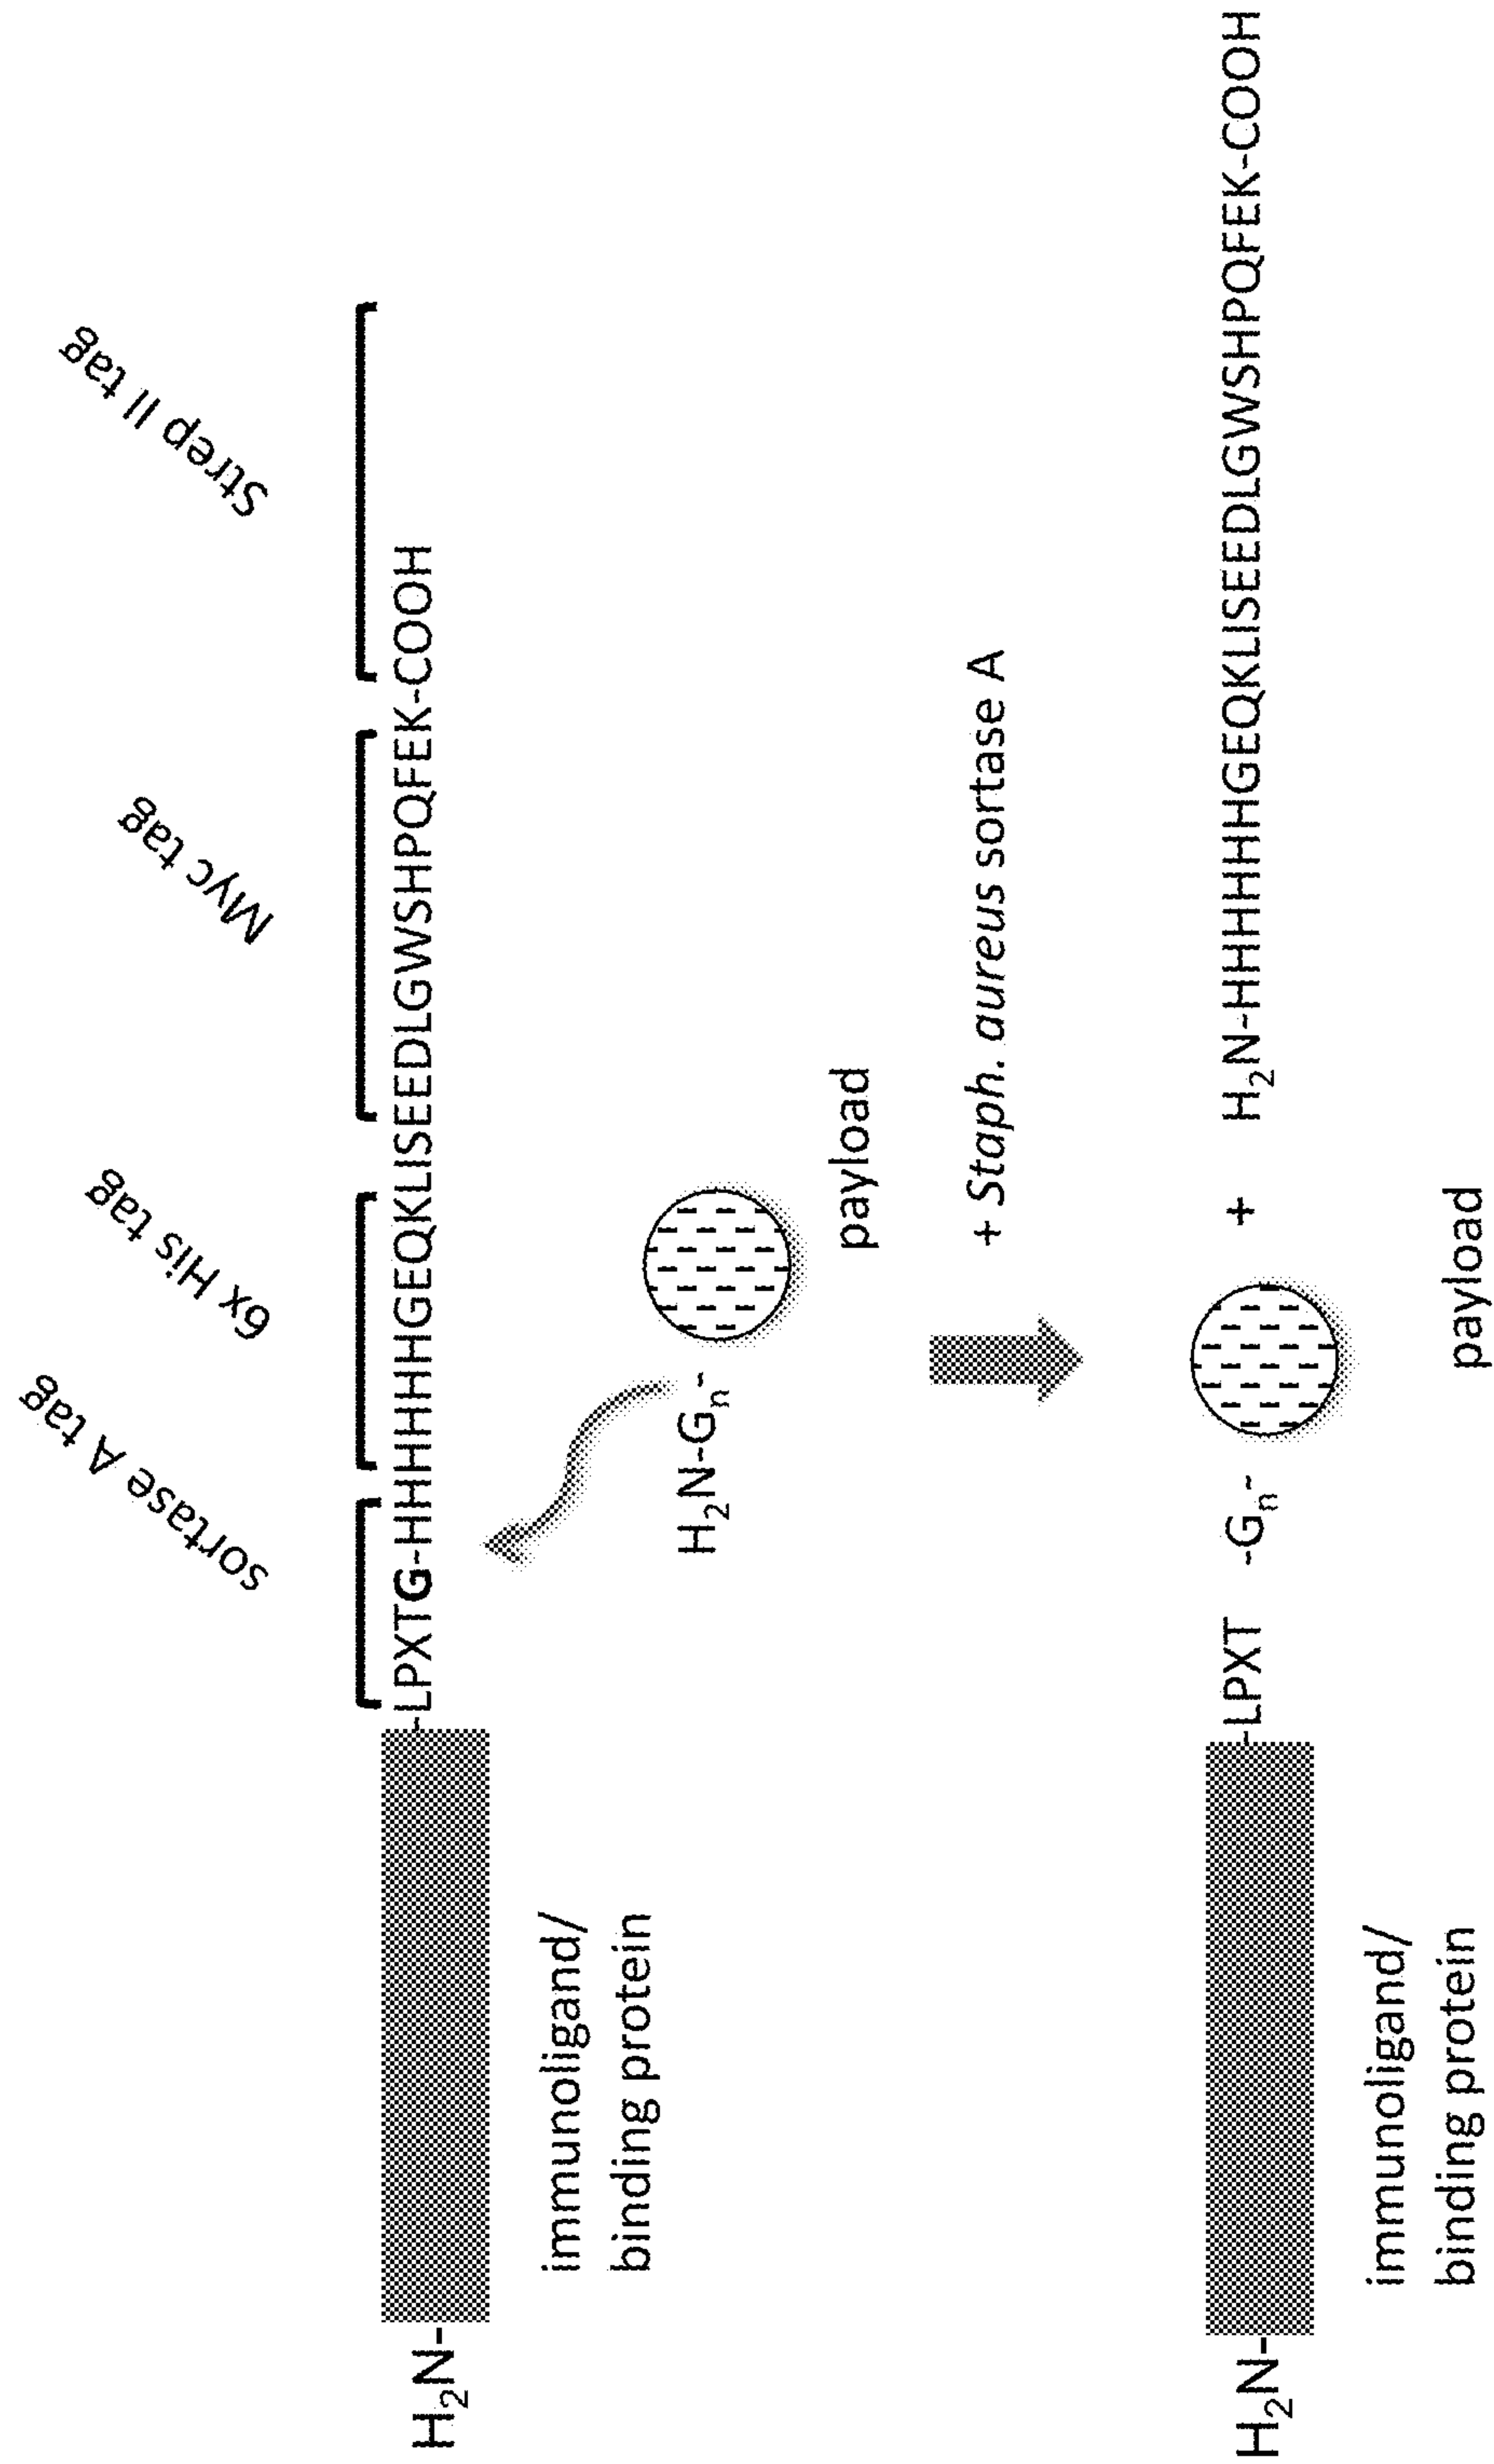 sortase A tag
6x His tag
Myc tag
Strep II tag
H₂N- -LPXTG-HHHHHHGEQKLISEEDLGWSHPQFEK-COOH
immunoligand/
binding protein
H₂N-Gₙ-
payload
+ Staph. aureus sortase A
H₂N- -LPXT -Gₙ- + H₂N-HHHHHHGEQKLISEEDLGWSHPQFEK-COOH
immunoligand/
binding protein
payload